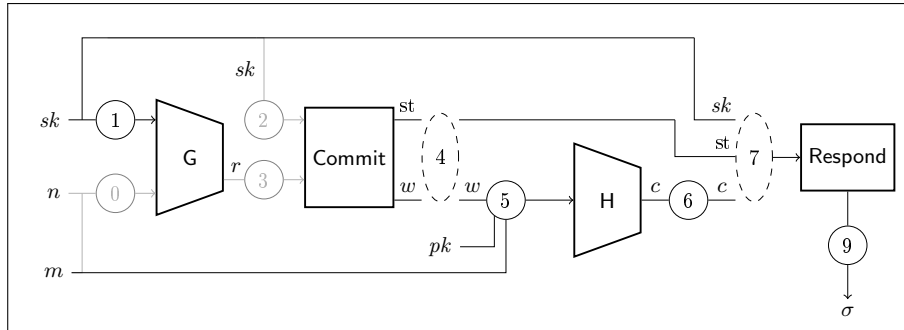 sk
sk 1 G r 2 Commit st 4 sk
n 0 3 w w 5 H c 6 c st 7 Respond
pk
m 9
σ